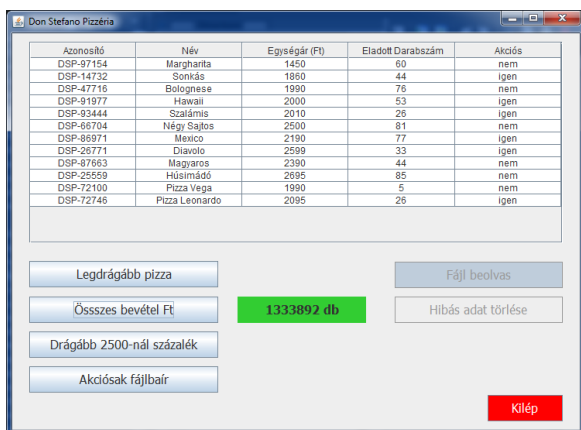 Don Stefano Pizzéria
Azonosító Név Egységár (Ft) Eladott Darabszám Akciós
DSP-97154 Margharita 1450 60 nem
DSP-14732 Sonkás 1860 44 igen
DSP-47716 Bolognese 1990 76 nem
DSP-91977 Hawaii 2000 53 igen
DSP-93444 Szalámis 2010 26 igen
DSP-66704 Négy Sajtos 2500 81 nem
DSP-86971 Mexico 2190 77 igen
DSP-26771 Diavolo 2599 33 igen
DSP-87663 Magyaros 2390 44 nem
DSP-25559 Húsimádó 2695 85 nem
DSP-72100 Pizza Vega 1990 5 nem
DSP-72746 Pizza Leonardo 2095 26 igen
Legdrágább pizza Fájl beolvas
Össszes bevétel Ft 1333892 db Hibás adat törlése
Drágább 2500-nál százalék
Akciósak fájlbaír
Kilép